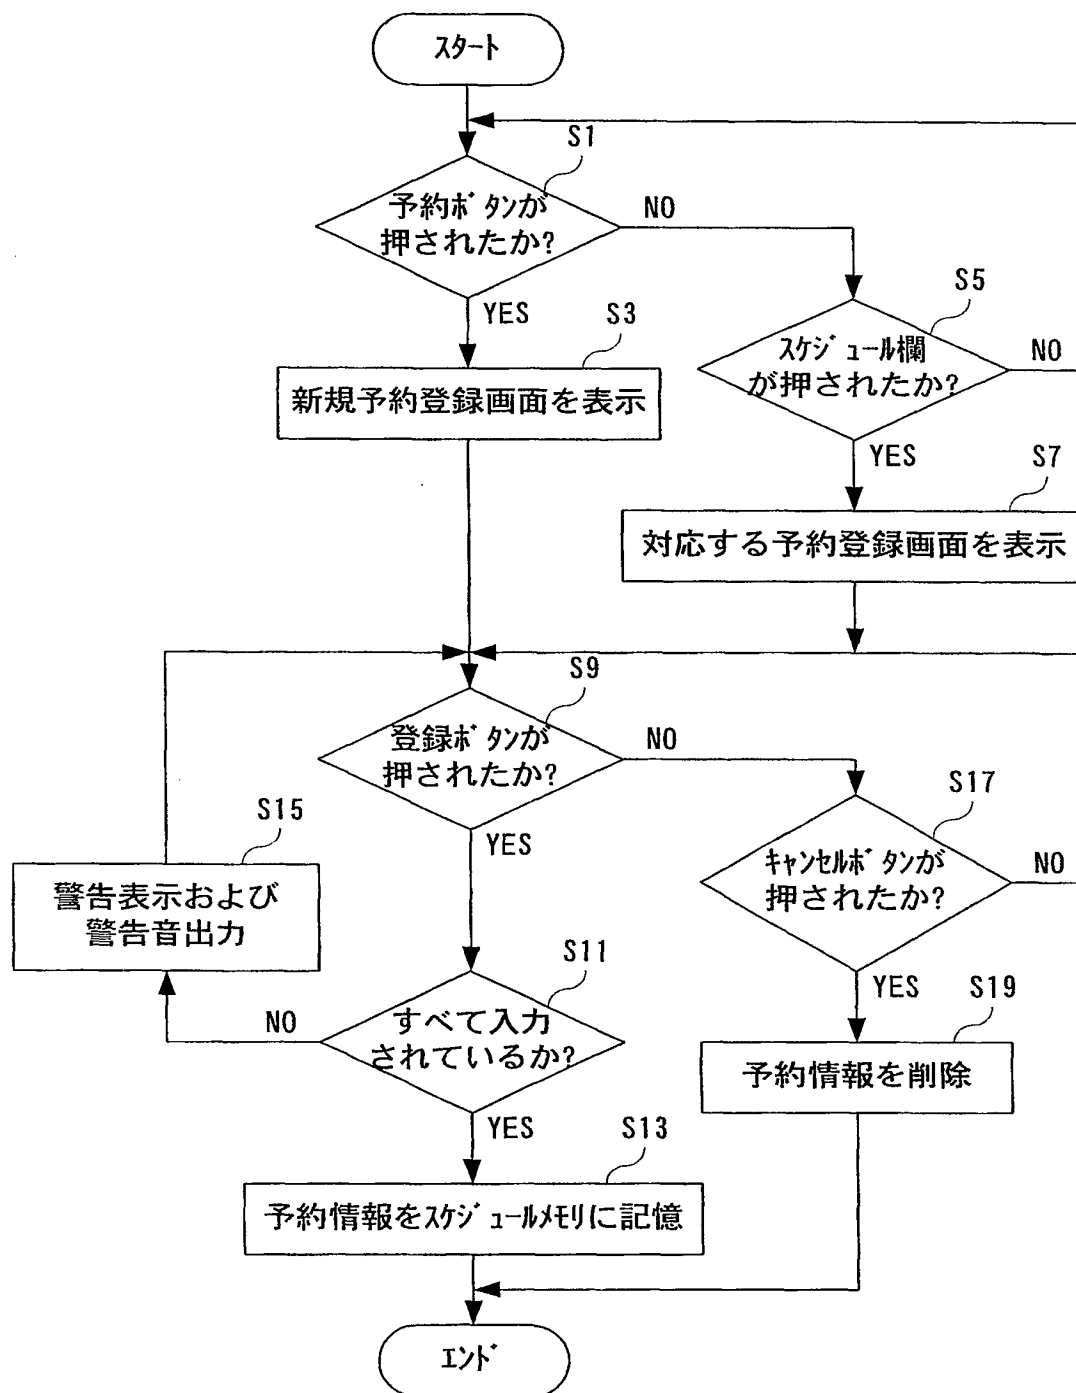 スタート
S1
予約ボタンが
押されたか?
NO
YES
S3
新規予約登録画面を表示
S5
スケジュール欄
が押されたか?
NO
YES
S7
対応する予約登録画面を表示
S9
登録ボタンが
押されたか?
NO
YES
S15
警告表示および
警告音出力
S17
キャンセルボタンが
押されたか?
NO
YES
S11
すべて入力
されているか?
NO
YES
S19
予約情報を削除
S13
予約情報をスケジュールメモリに記憶
エンド